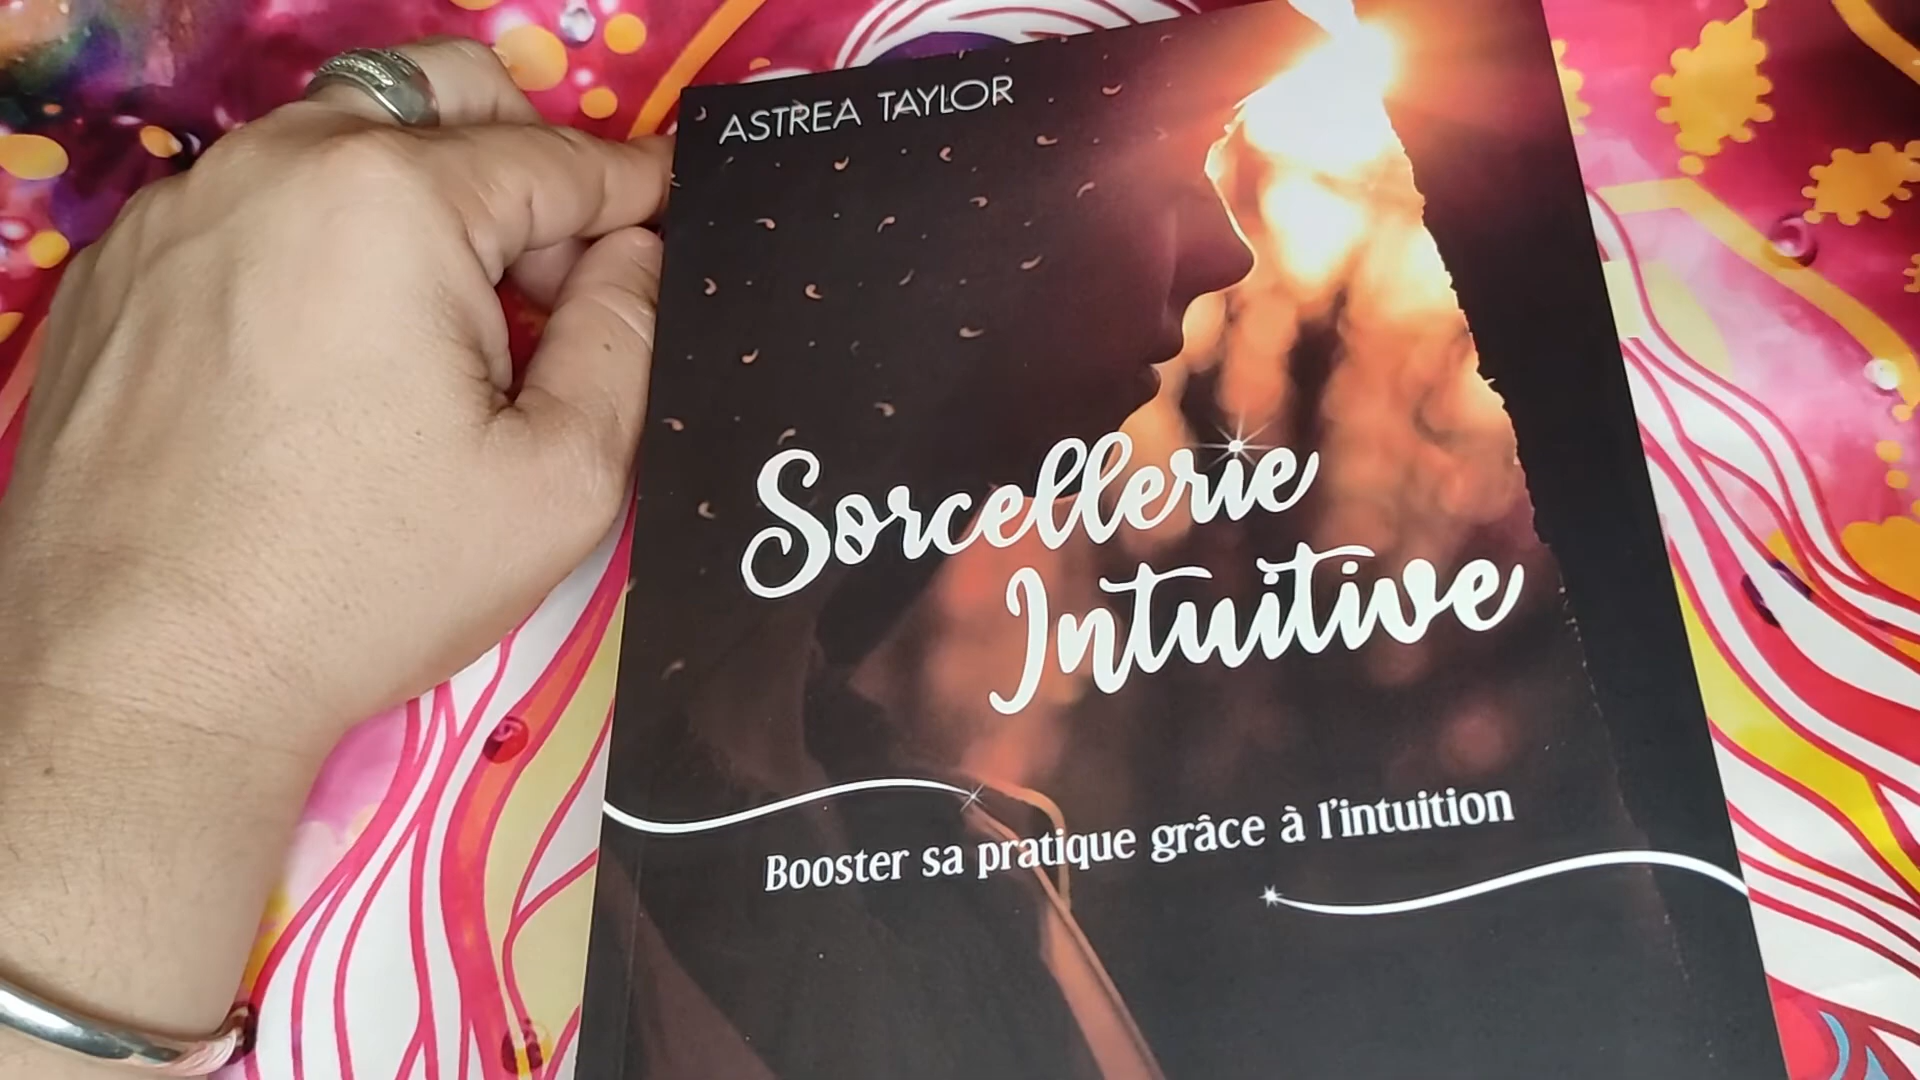 ASTREA TAYLOR
Sorcellerie
Intuitive
Booster sa pratique grâce à l'intuition